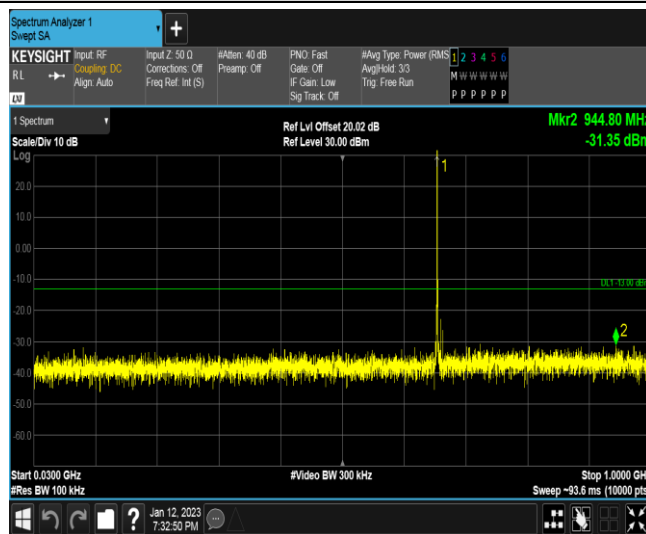 Spectrum Analyzer 1
Swept SA
KEYSIGHT
RL
LXI
Input: RF
Coupling: DC
Align: Auto
Input Z: 50 Ω
Corrections: Off
Freq Ref: Int (S)
#Atten: 40 dB
Preamp: Off
PNO: Fast
Gate: Off
IF Gain: Low
Sig Track: Off
#Avg Type: Power (RMS
Avg|Hold: 3/3
Trig: Free Run
1 2 3 4 5 6
M W W W W W
P P P P P P
1 Spectrum
Scale/Div 10 dB
Ref Lvl Offset 20.02 dB
Ref Level 30.00 dBm
Mkr2 944.80 MHz
-31.35 dBm
Log
1
20.0
10.0
0.00
-10.0
DL1 -13.00 dBm
-20.0
-30.0
2
-40.0
-50.0
-60.0
Start 0.0300 GHz
#Res BW 100 kHz
#Video BW 300 kHz
Stop 1.0000 GHz
Sweep ~93.6 ms (10000 pts
?
Jan 12, 2023
7:32:50 PM